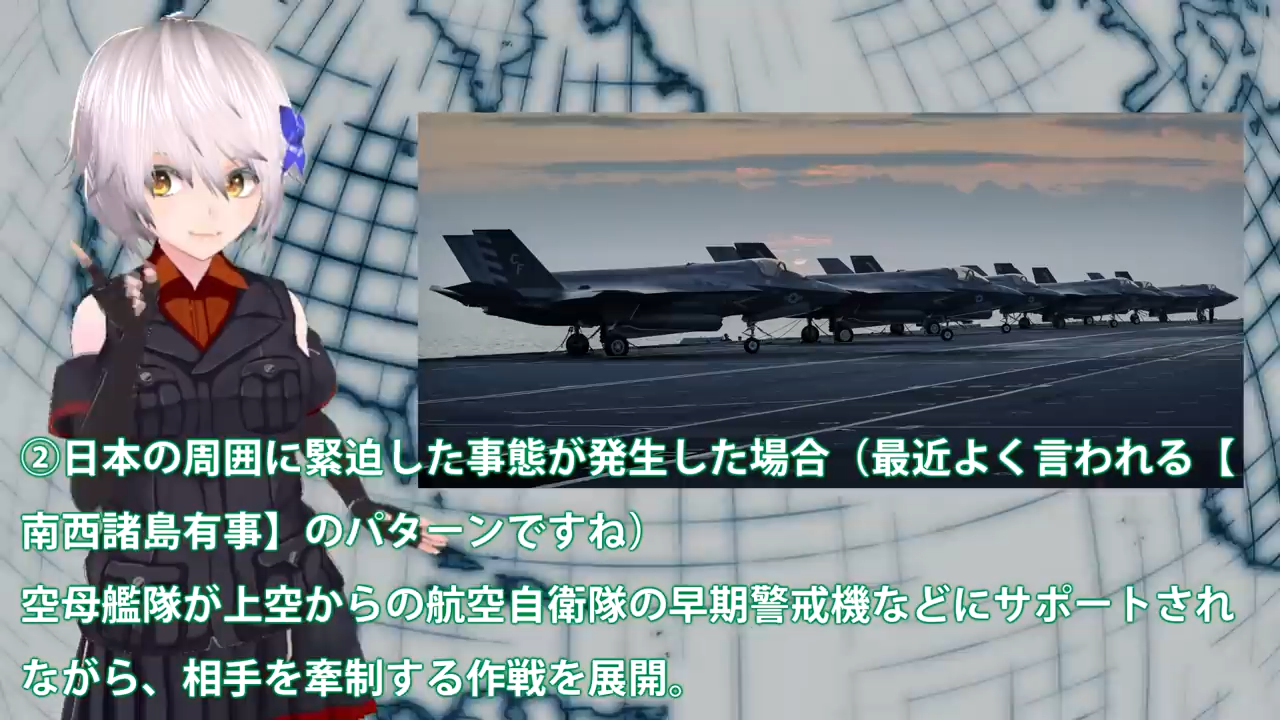 CF
②日本の周囲に緊迫した事態が発生した場合（最近よく言われる【
南西諸島有事】のパターンですね）
空母艦隊が上空からの航空自衛隊の早期警戒機などにサポートされ
ながら、相手を牽制する作戦を展開。